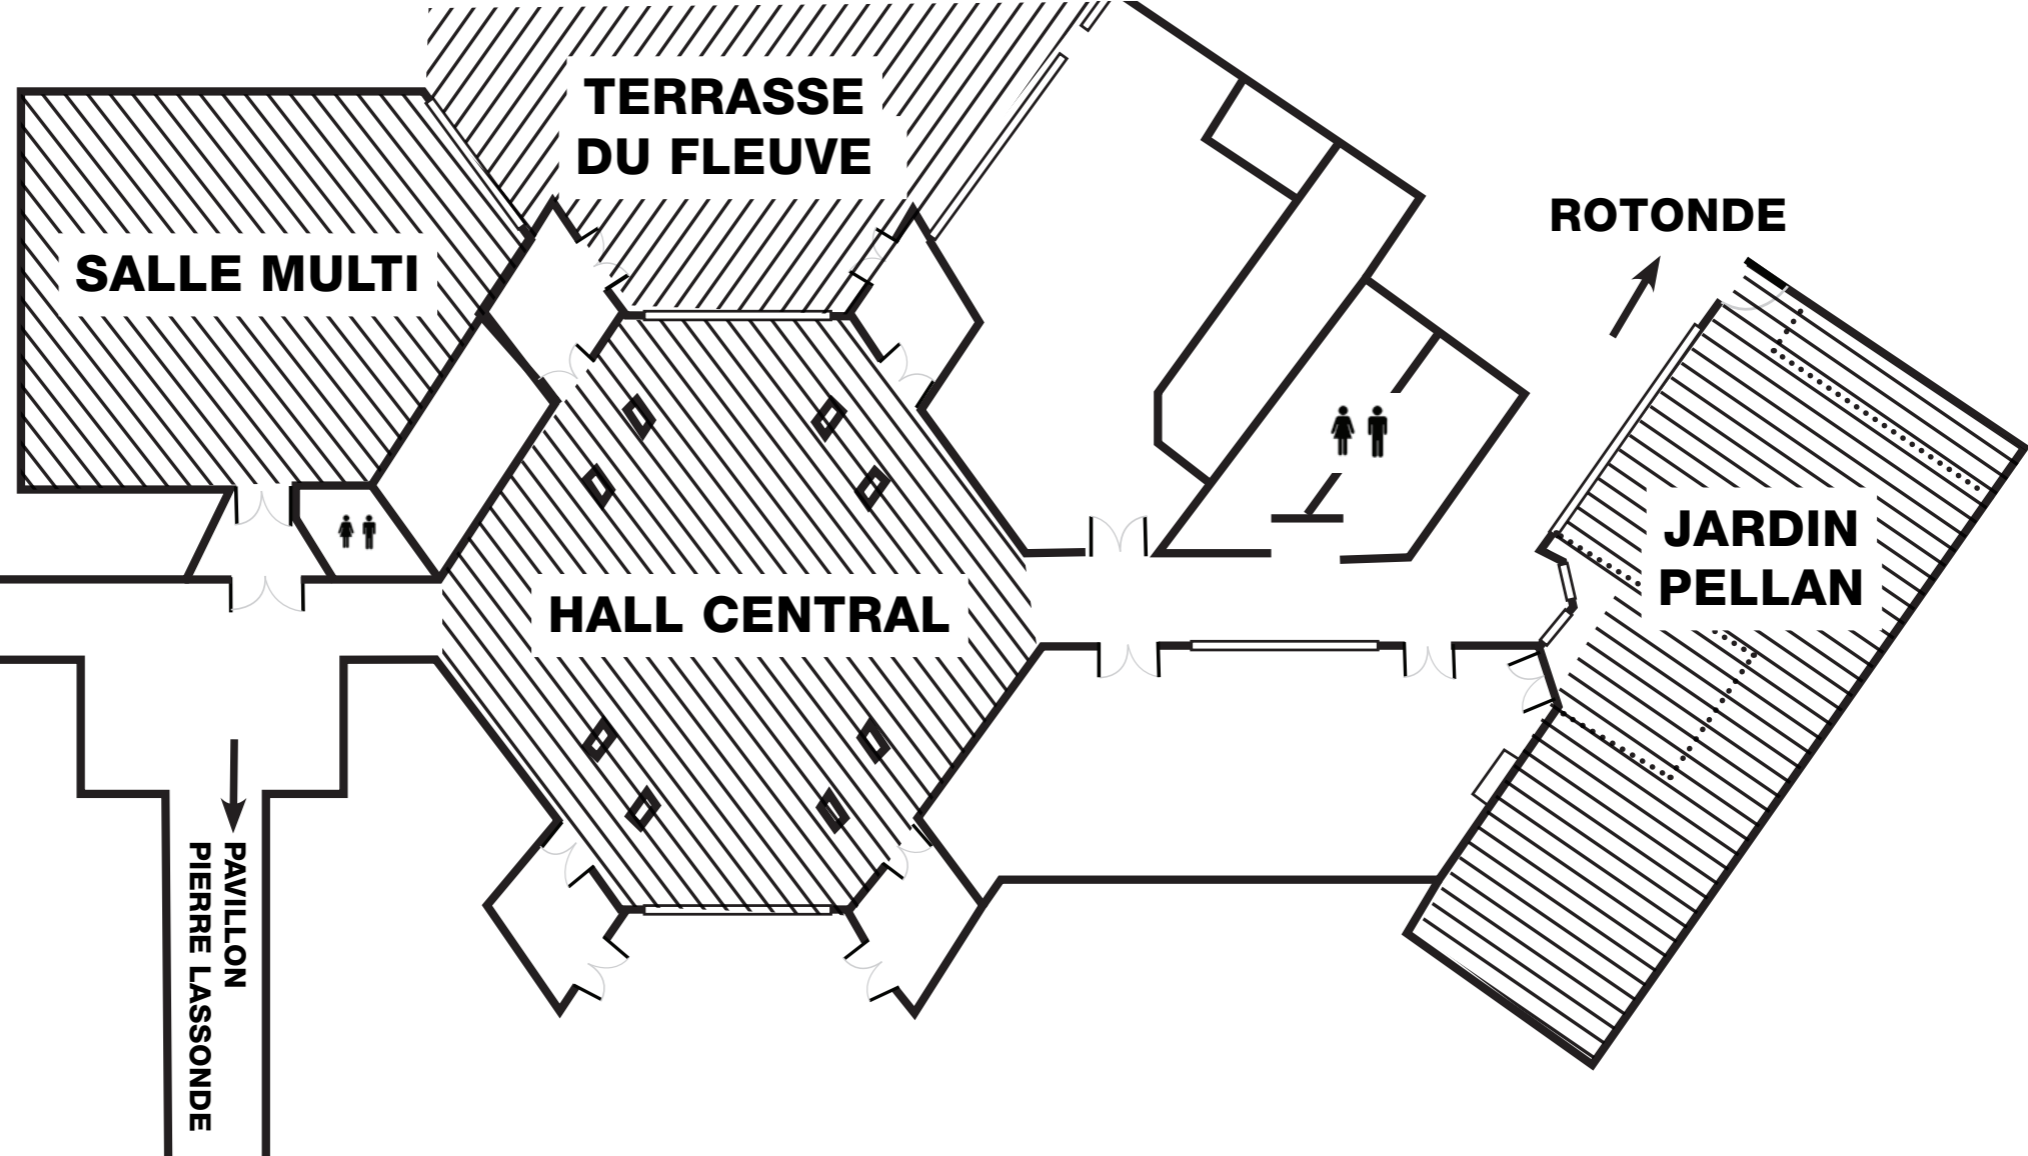 TERRASSE
DU FLEUVE
ROTONDE
SALLE MULTI
JARDIN
PELLAN
HALL CENTRAL
PAVILLON
PIERRE LASSONDE